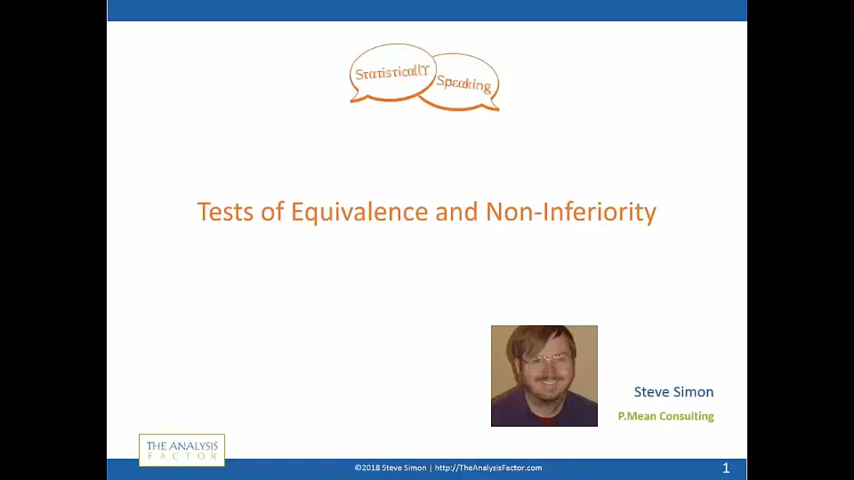 Statistically
Speaking
Tests of Equivalence and Non-Inferiority
Steve Simon
P.Mean Consulting
THE ANALYSIS
FACTOR
©2018 Steve Simon | http://TheAnalysisFactor.com
1